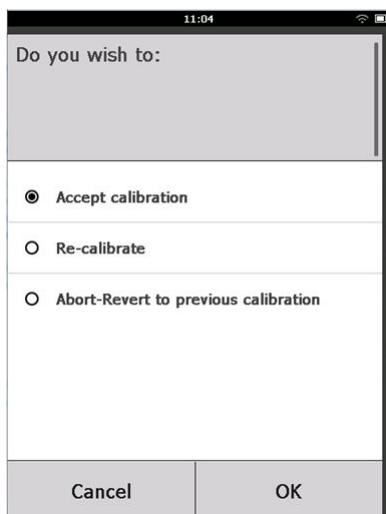 11:04
Do you wish to:
Accept calibration
Re-calibrate
Abort-Revert to previous calibration
Cancel
OK